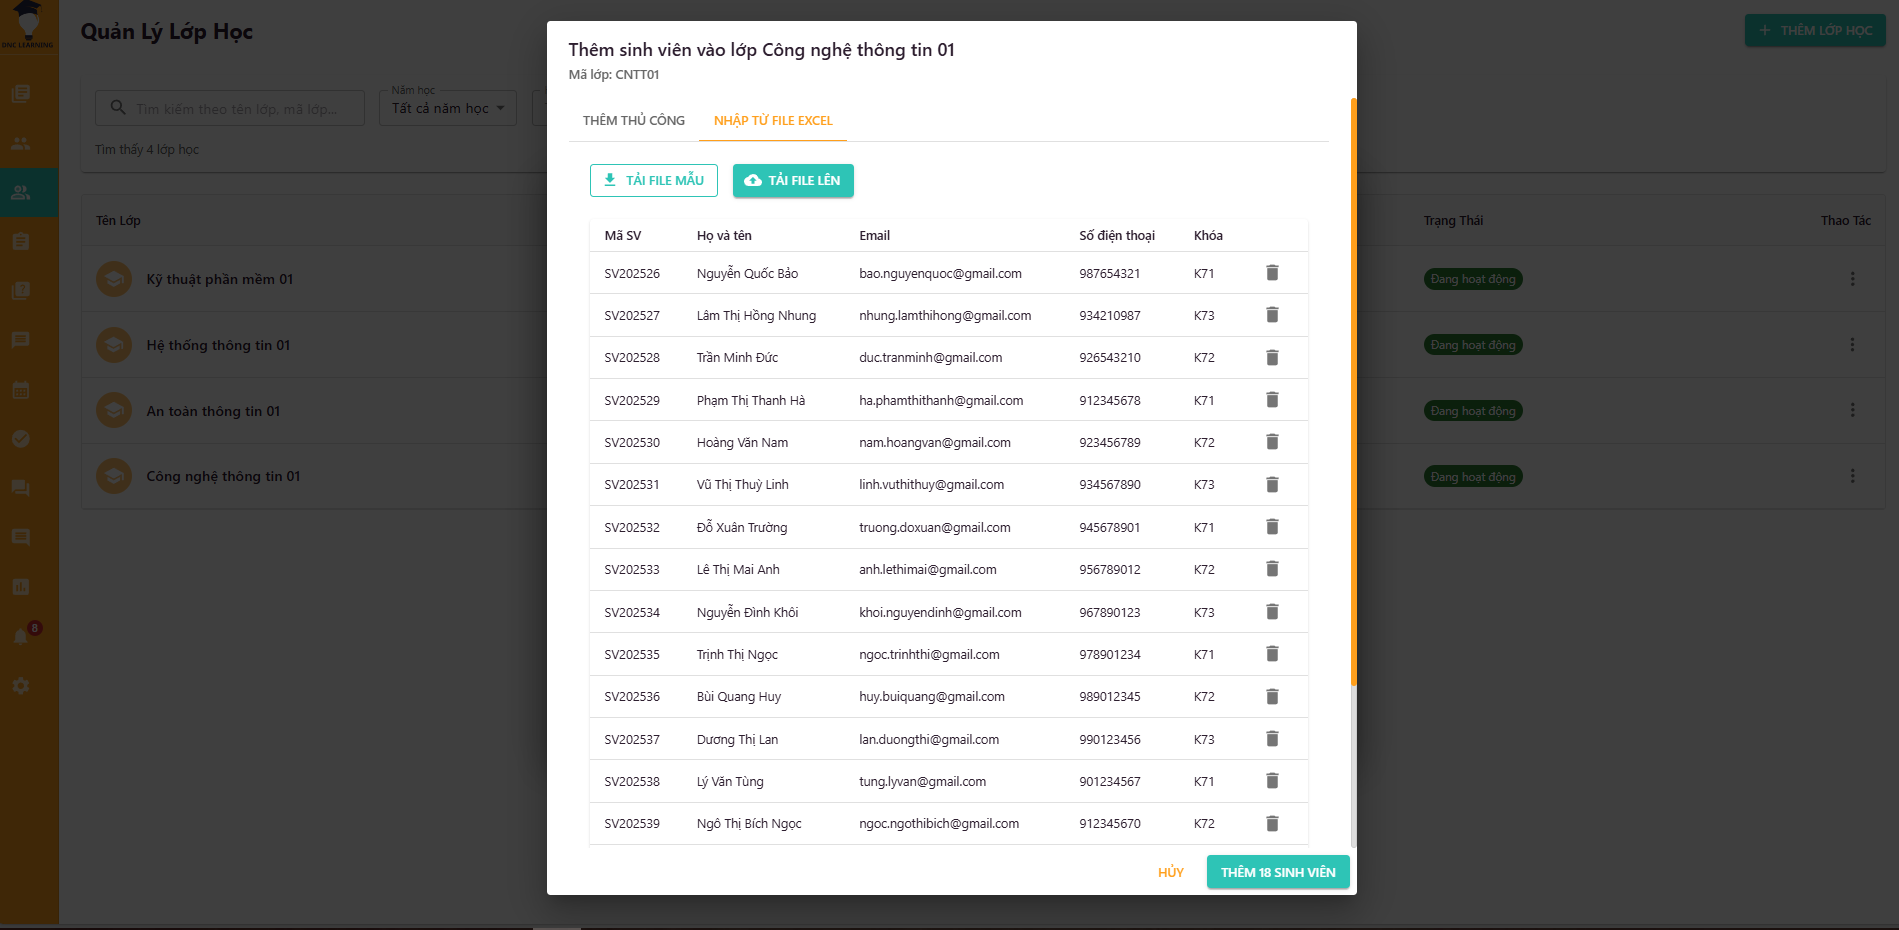 DNC LEARNING
Quản Lý Lớp Học
THÊM LỚP HỌC
Tìm kiếm theo tên lớp, mã lớp...
Năm học
Tất cả năm học
Tìm thấy 4 lớp học
Tên Lớp
Trạng Thái
Thao Tác
Kỹ thuật phần mềm 01
Đang hoạt động
Hệ thống thông tin 01
Đang hoạt động
An toàn thông tin 01
Đang hoạt động
Công nghệ thông tin 01
Đang hoạt động
8
Thêm sinh viên vào lớp Công nghệ thông tin 01
Mã lớp: CNTT01
THÊM THỦ CÔNG NHẬP TỪ FILE EXCEL
TẢI FILE MẪU TẢI FILE LÊN
Mã SV Họ và tên Email Số điện thoại Khóa
SV202526 Nguyễn Quốc Bảo bao.nguyenquoc@gmail.com 987654321 K71
SV202527 Lâm Thị Hồng Nhung nhung.lamthihong@gmail.com 934210987 K73
SV202528 Trần Minh Đức duc.tranminh@gmail.com 926543210 K72
SV202529 Phạm Thị Thanh Hà ha.phamthithanh@gmail.com 912345678 K71
SV202530 Hoàng Văn Nam nam.hoangvan@gmail.com 923456789 K72
SV202531 Vũ Thị Thuỳ Linh linh.vuthithuy@gmail.com 934567890 K73
SV202532 Đỗ Xuân Trường truong.doxuan@gmail.com 945678901 K71
SV202533 Lê Thị Mai Anh anh.lethimai@gmail.com 956789012 K72
SV202534 Nguyễn Đình Khôi khoi.nguyendinh@gmail.com 967890123 K73
SV202535 Trịnh Thị Ngọc ngoc.trinhthi@gmail.com 978901234 K71
SV202536 Bùi Quang Huy huy.buiquang@gmail.com 989012345 K72
SV202537 Dương Thị Lan lan.duongthi@gmail.com 990123456 K73
SV202538 Lý Văn Tùng tung.lyvan@gmail.com 901234567 K71
SV202539 Ngô Thị Bích Ngọc ngoc.ngothibich@gmail.com 912345670 K72
HỦY THÊM 18 SINH VIÊN